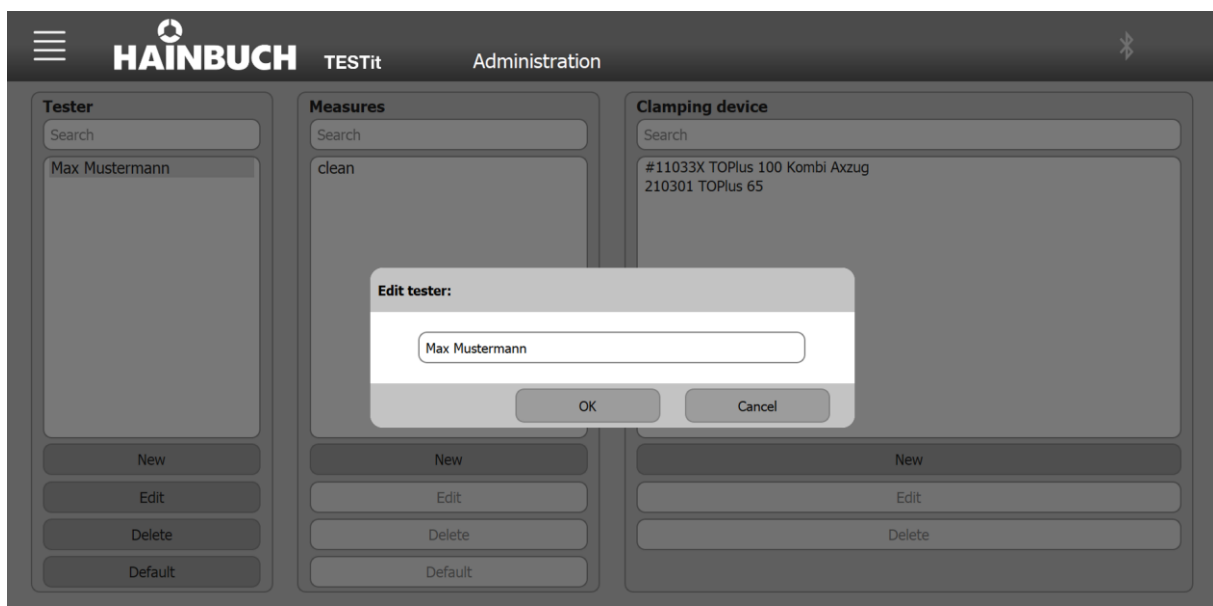 HAINBUCH TESTit Administration
Tester
Search
Max Mustermann
New
Edit
Delete
Default
Measures
Search
clean
New
Edit
Delete
Default
Clamping device
Search
#11033X TOPlus 100 Kombi Axzug
210301 TOPlus 65
New
Edit
Delete
Edit tester:
Max Mustermann
OK Cancel